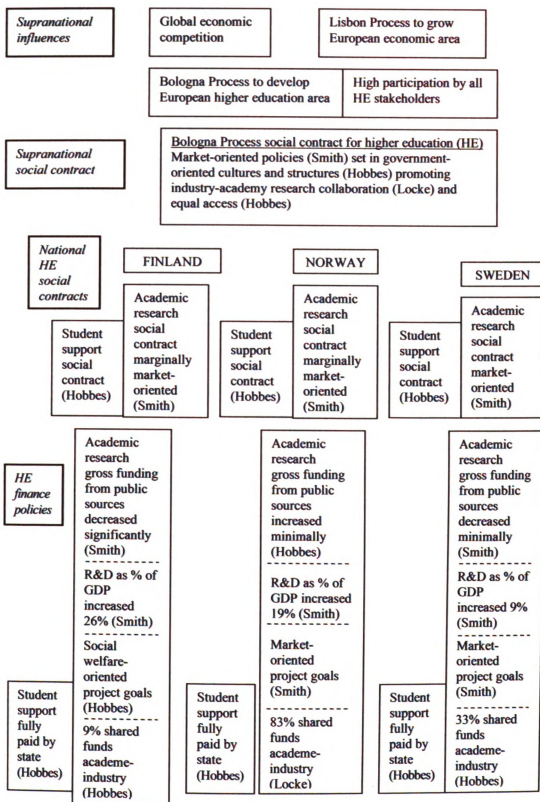 Supranational
influences
Global economic
competition
Lisbon Process to grow
European economic area
Bologna Process to develop
European higher education area
High participation by all
HE stakeholders
Supranational
social contract
Bologna Process social contract for higher education (HE)
Market-oriented policies (Smith) set in government-
oriented cultures and structures (Hobbes) promoting
industry-academy research collaboration (Locke) and
equal access (Hobbes)
National
HE
social
contracts
FINLAND
Student
support
social
contract
(Hobbes)
Academic
research
social
contract
marginally
market-
oriented
(Smith)
NORWAY
Student
support
social
contract
(Hobbes)
Academic
research
social
contract
marginally
market-
oriented
(Smith)
SWEDEN
Student
support
social
contract
(Hobbes)
Academic
research
social
contract
market-
oriented
(Smith)
HE
finance
policies
Academic
research
gross funding
from public
sources
decreased
significantly
(Smith)
R&D as % of
GDP
increased
26% (Smith)
Social
welfare-
oriented
project goals
(Hobbes)
9% shared
funds
academe-
industry
(Hobbes)
Student
support
fully
paid by
state
(Hobbes)
Academic
research
gross funding
from public
sources
increased
minimally
(Hobbes)
R&D as % of
GDP increased
19% (Smith)
Market-
oriented
project goals
(Smith)
83% shared
funds
academe-
industry
(Locke)
Student
support
fully
paid by
state
(Hobbes)
Academic
research
gross funding
from public
sources
decreased
minimally
(Smith)
R&D as % of
GDP
increased 9%
(Smith)
Market-
oriented
project goals
(Smith)
33% shared
funds
academe-
industry
(Hobbes)
Student
support
fully
paid by
state
(Hobbes)